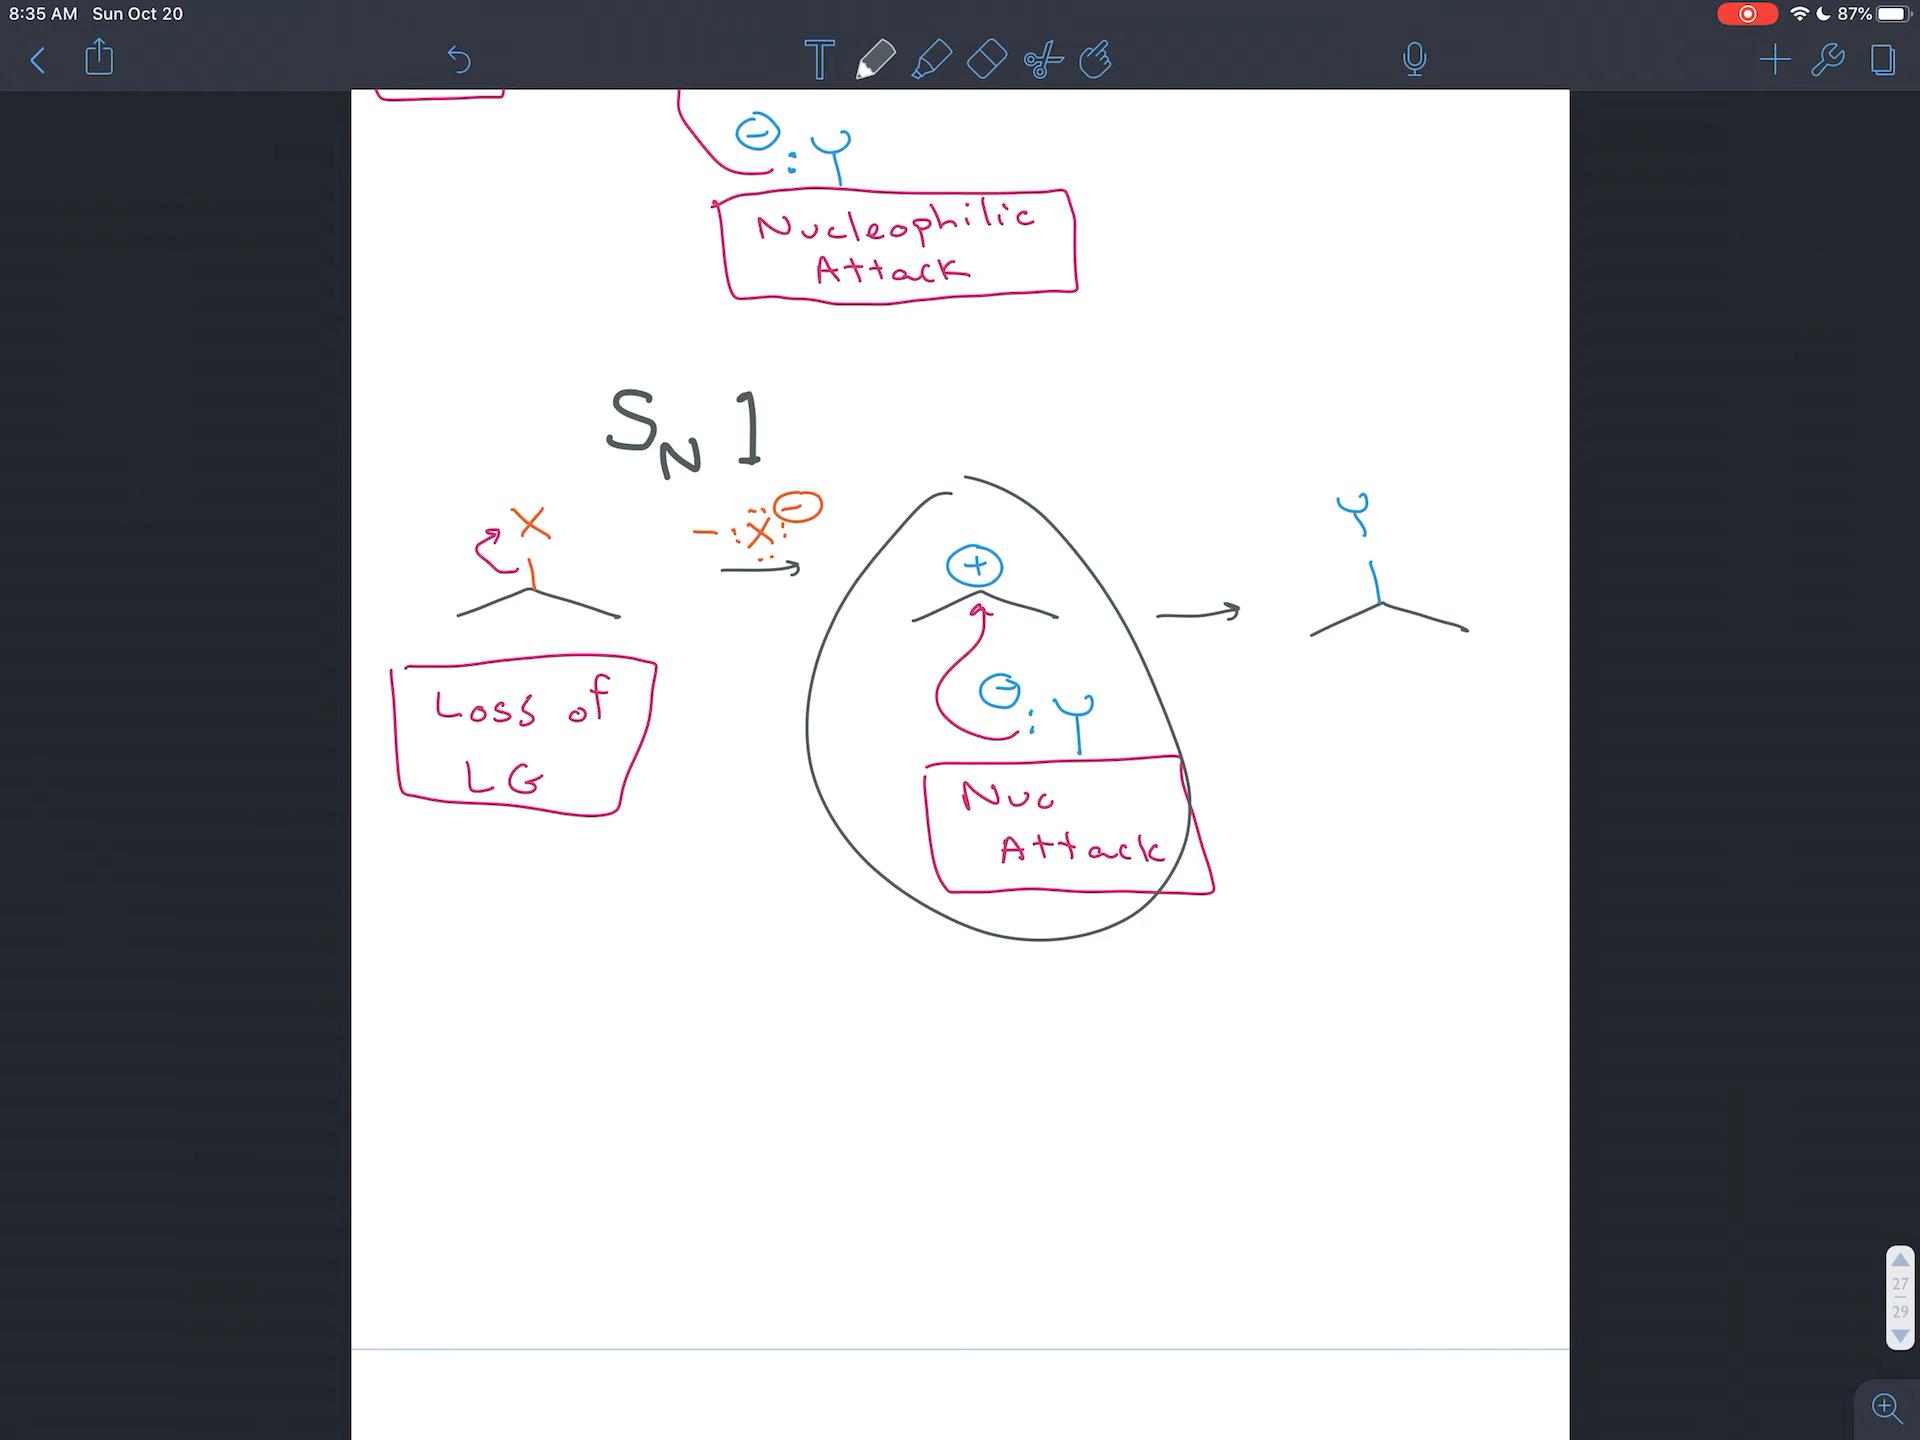 8:35 AM Sun Oct 20
87%
⊖ : Y
Nucleophilic
Attack
SN 1
X
- :X: ⊖
Y
⊕
⊖ : Y
Loss of
LG
Nuc
Attack
27
29